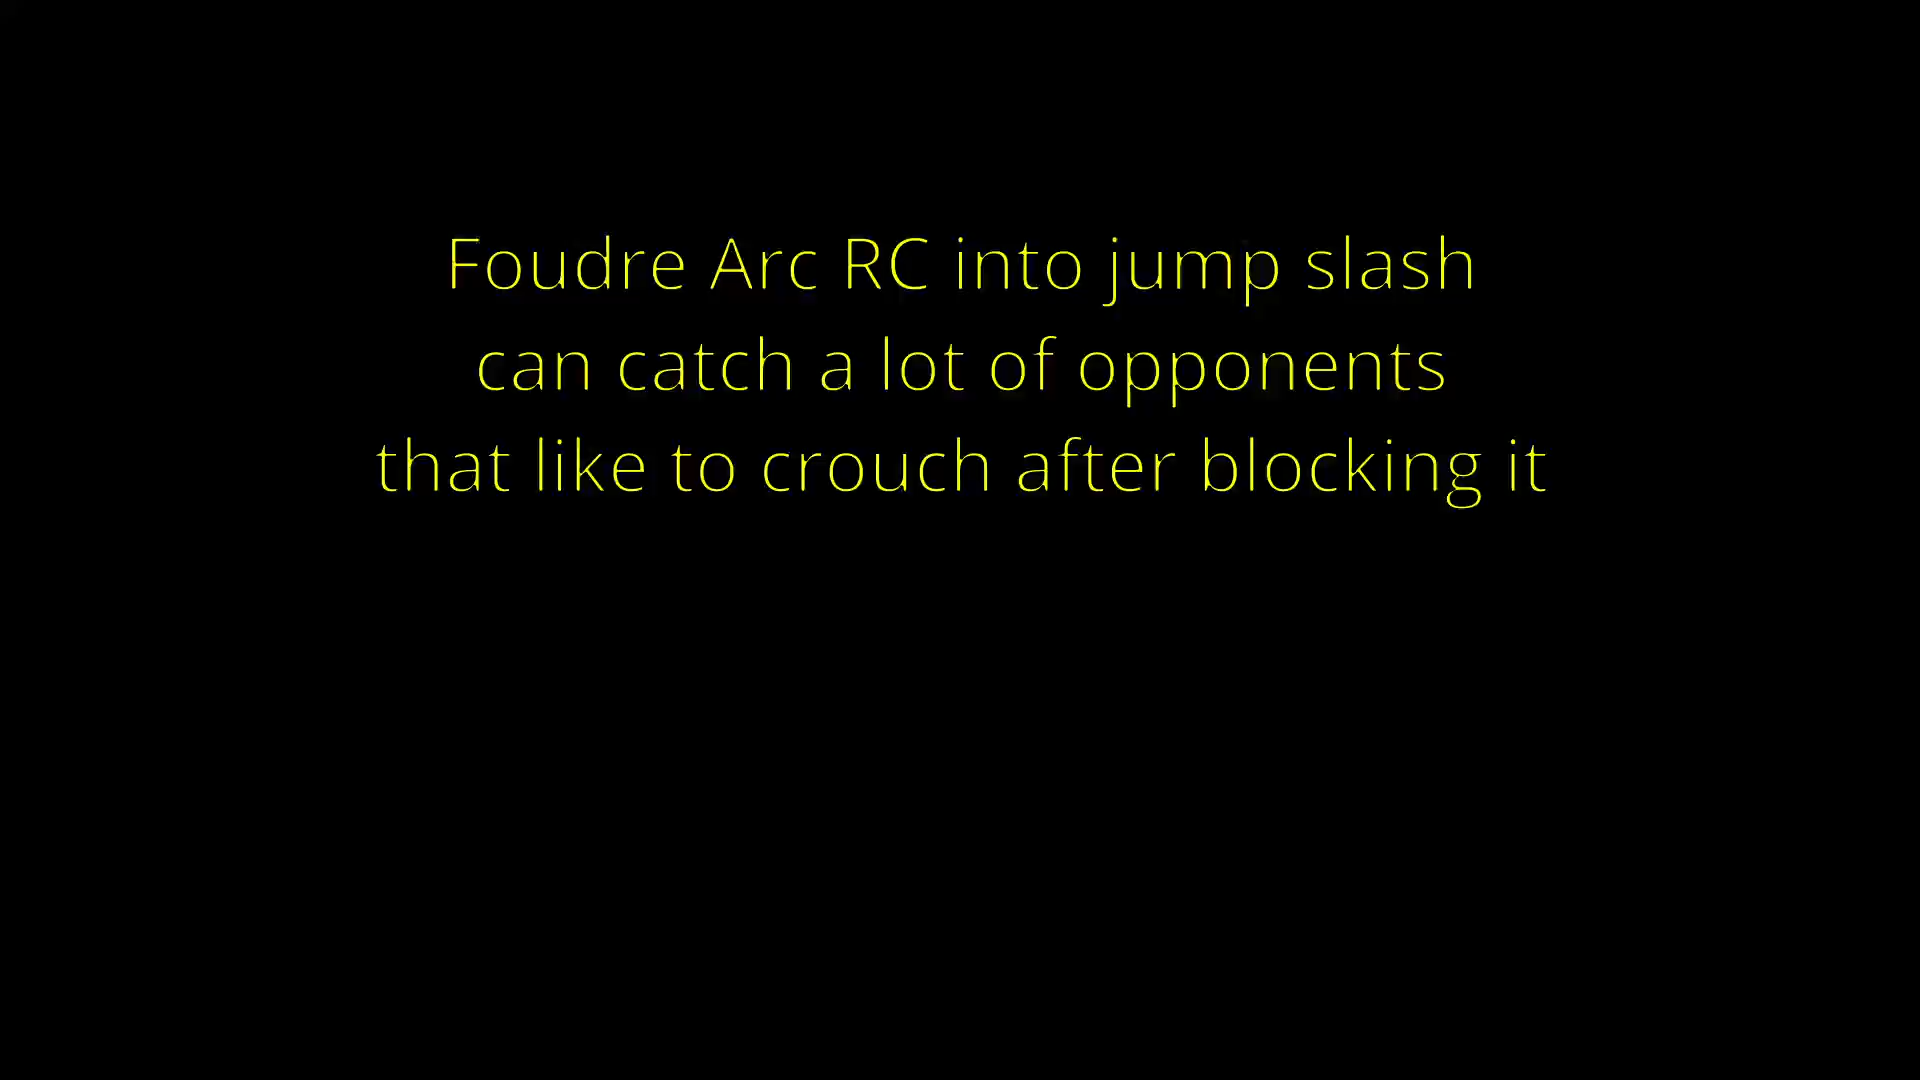 Foudre Arc RC into jump slash
can catch a lot of opponents
that like to crouch after blocking it